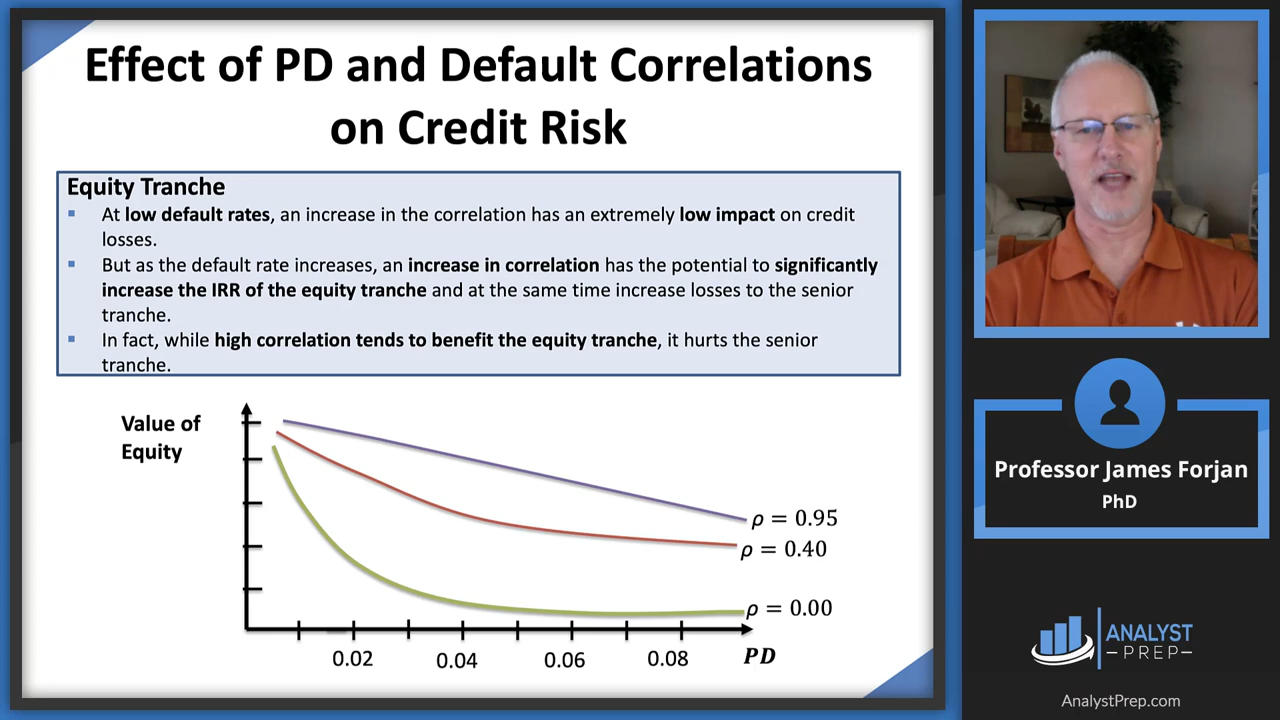 Effect of PD and Default Correlations
on Credit Risk
Equity Tranche
▪ At low default rates, an increase in the correlation has an extremely low impact on credit
losses.
▪ But as the default rate increases, an increase in correlation has the potential to significantly
increase the IRR of the equity tranche and at the same time increase losses to the senior
tranche.
▪ In fact, while high correlation tends to benefit the equity tranche, it hurts the senior
tranche.
Value of
Equity
ρ = 0.95
ρ = 0.40
ρ = 0.00
0.02 0.04 0.06 0.08 PD
Professor James Forjan
PhD
ANALYST
–PREP–
AnalystPrep.com